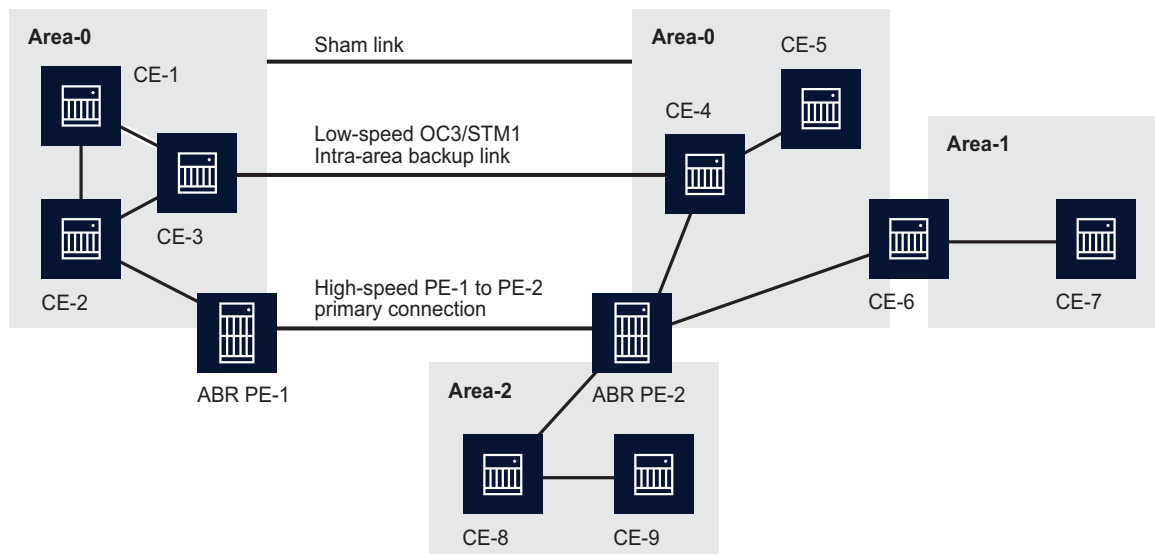 Area-0
CE-1
CE-3
CE-2
ABR PE-1
Sham link
Low-speed OC3/STM1
Intra-area backup link
High-speed PE-1 to PE-2
primary connection
Area-0
CE-5
CE-4
Area-1
CE-6
CE-7
ABR PE-2
Area-2
CE-8
CE-9